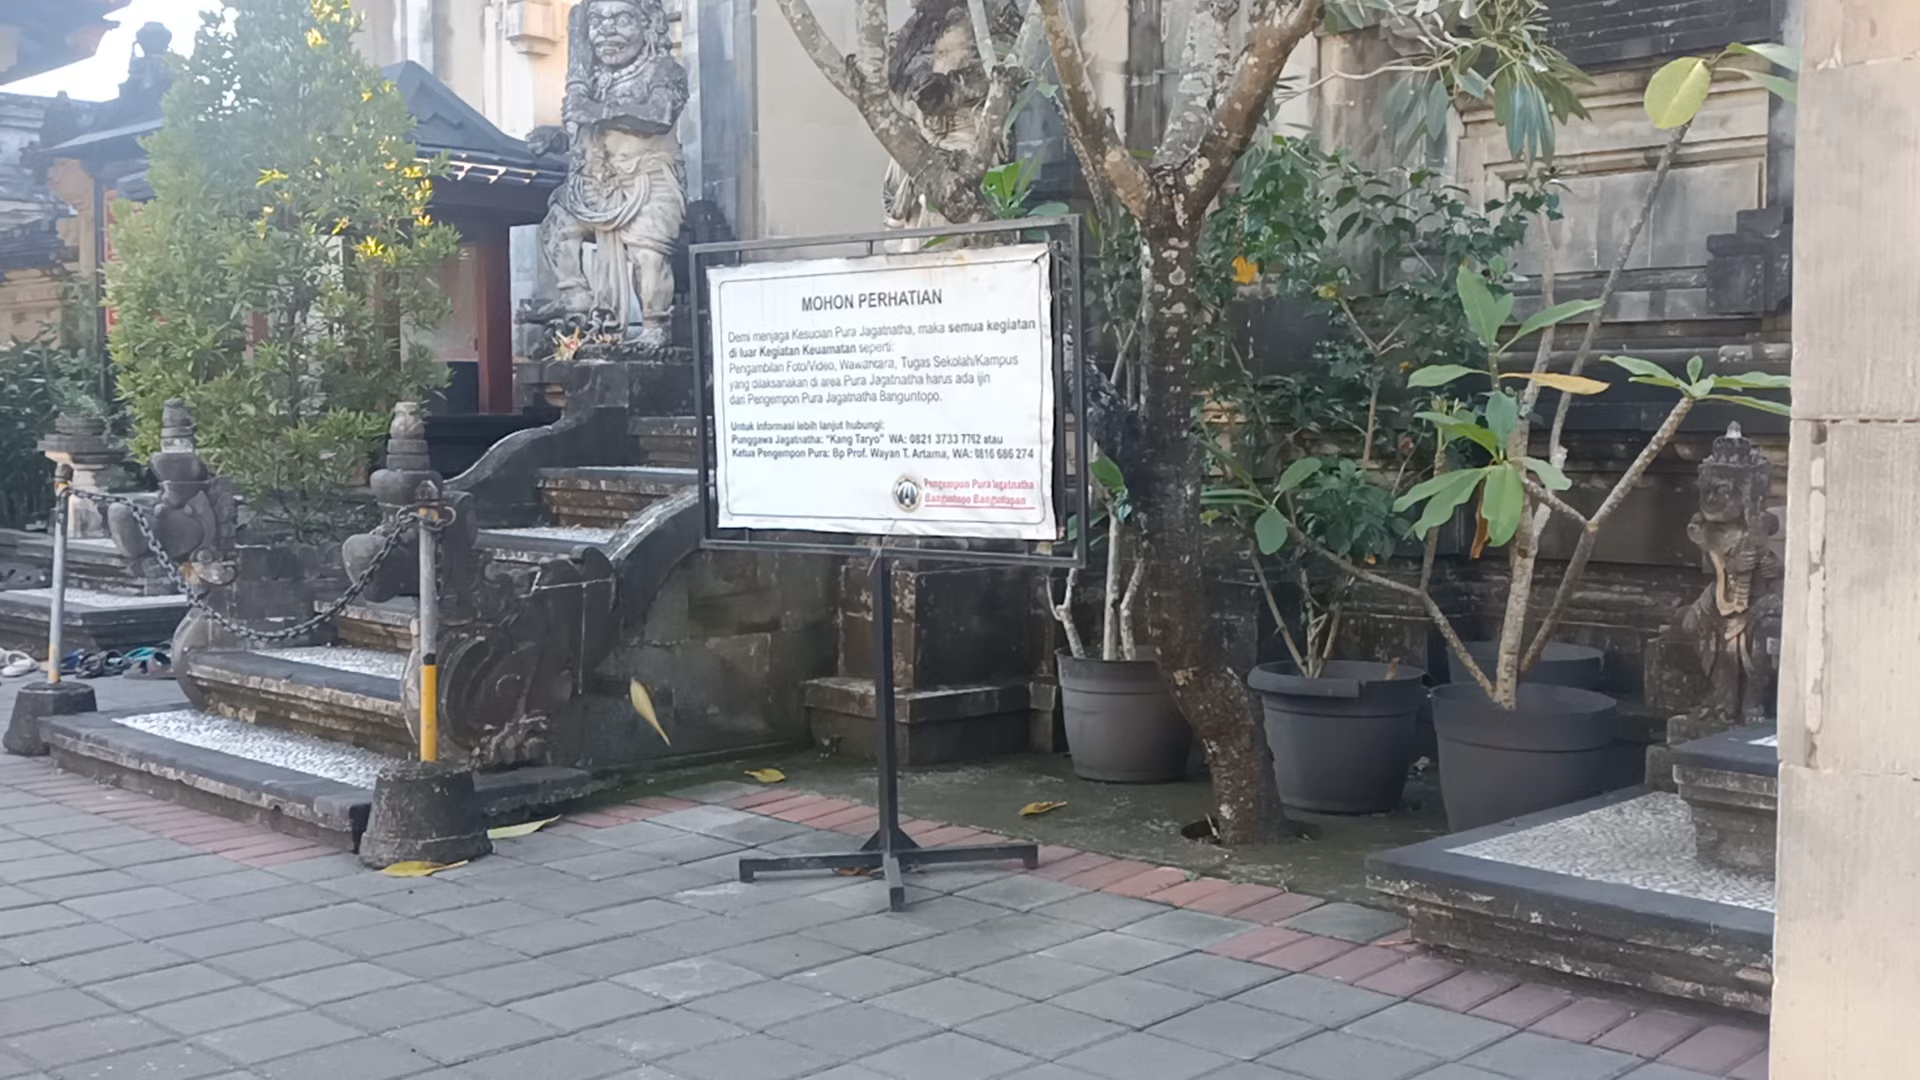 MOHON PERHATIAN
Demi menjaga Kesucian Pura Jagatnatha, maka semua kegiatan
di luar Kegiatan Keuamatan seperti:
Pengambilan Foto/Video, Wawancara, Tugas Sekolah/Kampus
yang dilaksanakan di area Pura Jagatnatha harus ada ijin
dari Pengempon Pura Jagatnatha Banguntopo.
Untuk informasi lebih lanjut hubungi:
Punggawa Jagatnatha: "Kang Taryo" WA: 0821 3733 7762 atau
Ketua Pengempon Pura: Bp Prof. Wayan T. Artama, WA: 0816 686 274
Pengempon Pura Jagatnatha
Banguntopo Banguntapan